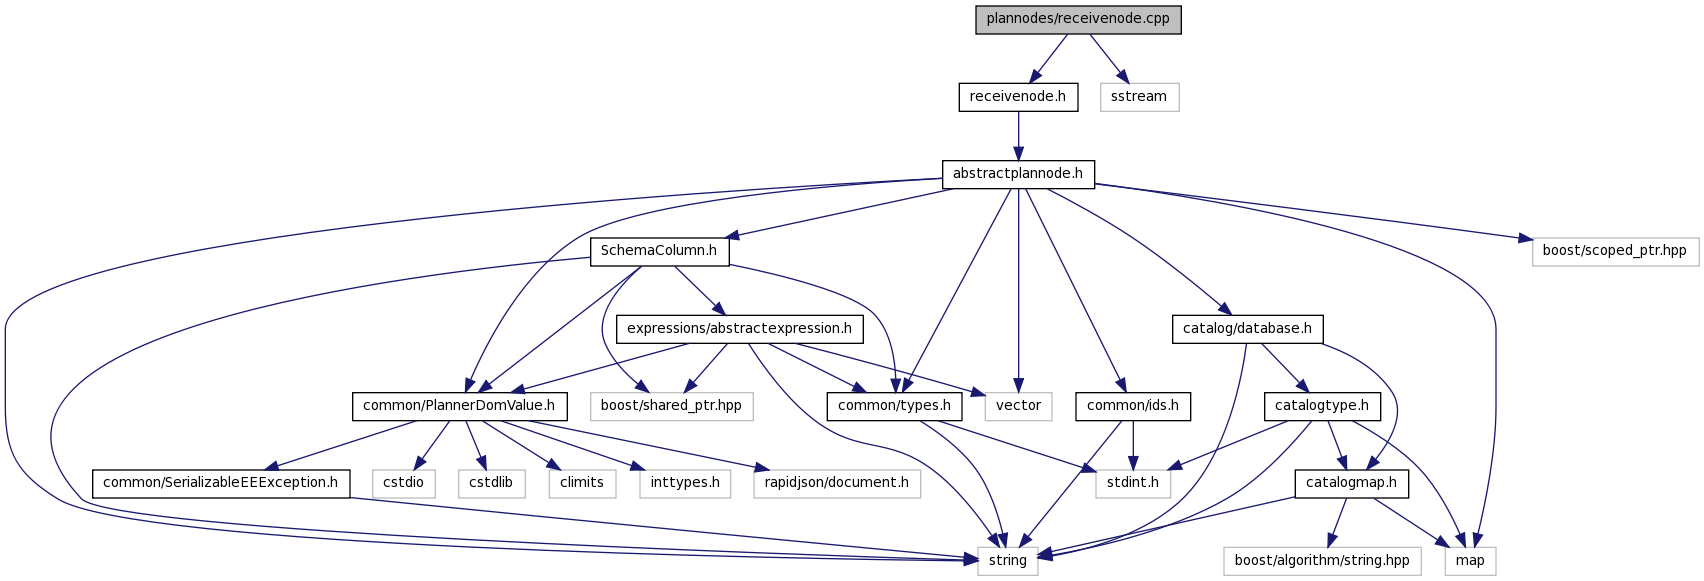 plannodes/receivenode.cpp
receivenode.h
sstream
abstractplannode.h
SchemaColumn.h
boost/scoped_ptr.hpp
expressions/abstractexpression.h
catalog/database.h
common/PlannerDomValue.h
boost/shared_ptr.hpp
common/types.h
vector
common/ids.h
catalogtype.h
common/SerializableEEException.h
cstdio
cstdlib
climits
inttypes.h
rapidjson/document.h
stdint.h
catalogmap.h
string
boost/algorithm/string.hpp
map